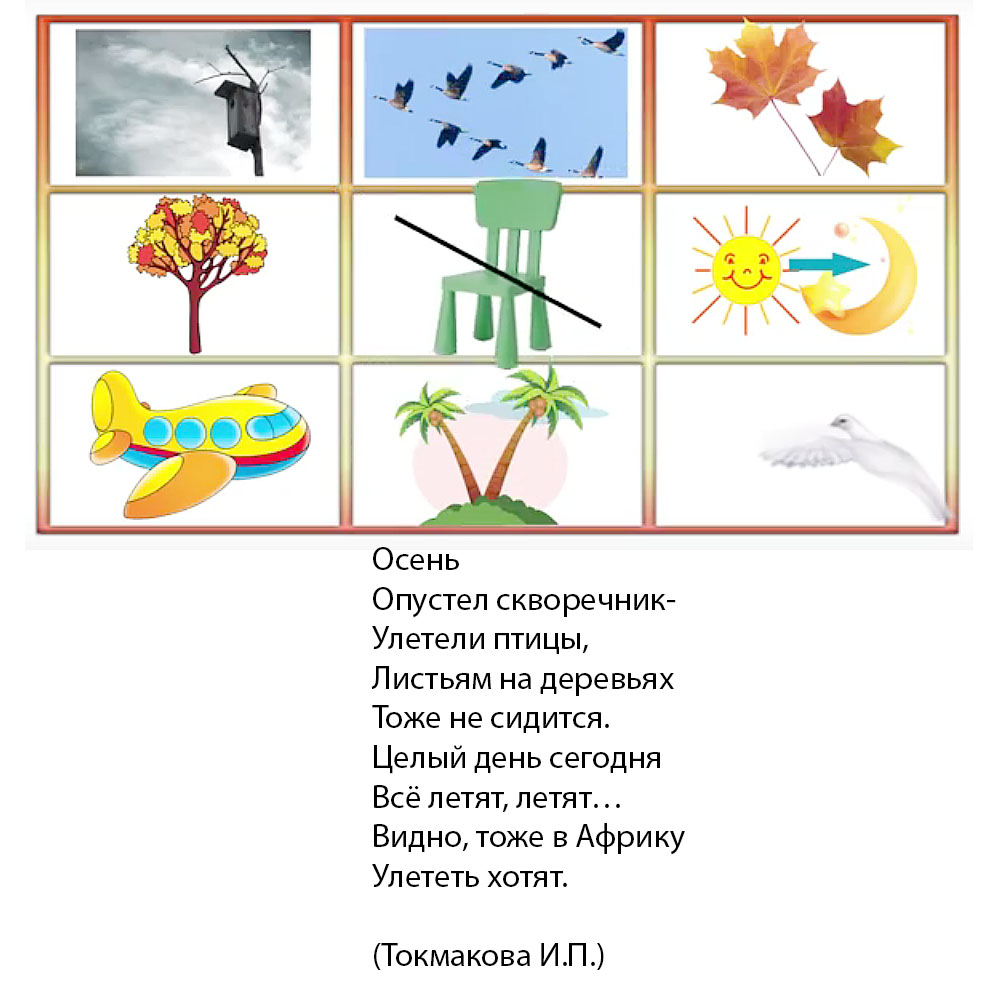 Осень
Опустел скворечник-
Улетели птицы,
Листьям на деревьях
Тоже не сидится.
Целый день сегодня
Всё летят, летят…
Видно, тоже в Африку
Улететь хотят.
(Токмакова И.П.)